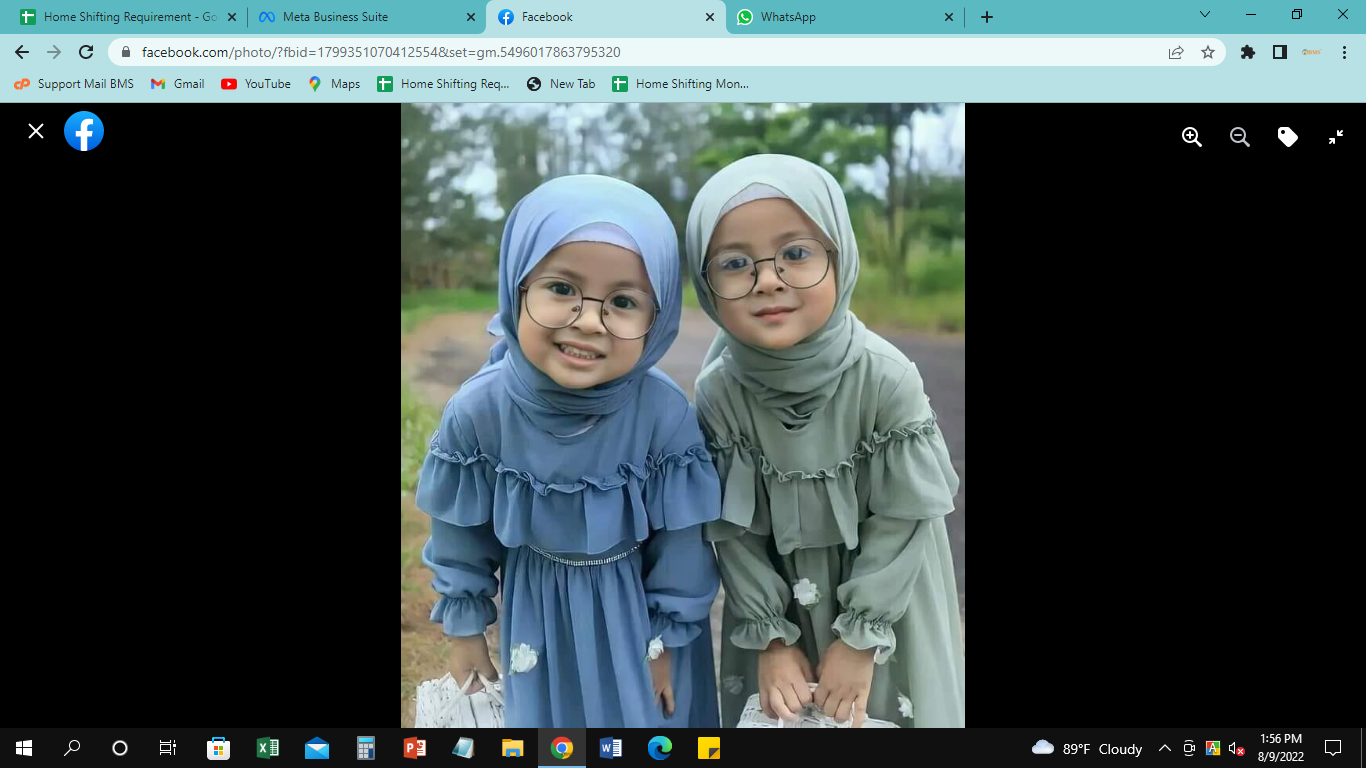 Home Shifting Requirement - Go
Meta Business Suite
Facebook
WhatsApp
facebook.com/photo/?fbid=1799351070412554&set=gm.5496017863795320
Support Mail BMS
Gmail
YouTube
Maps
Home Shifting Req...
New Tab
Home Shifting Mon...
89°F Cloudy
1:56 PM
8/9/2022